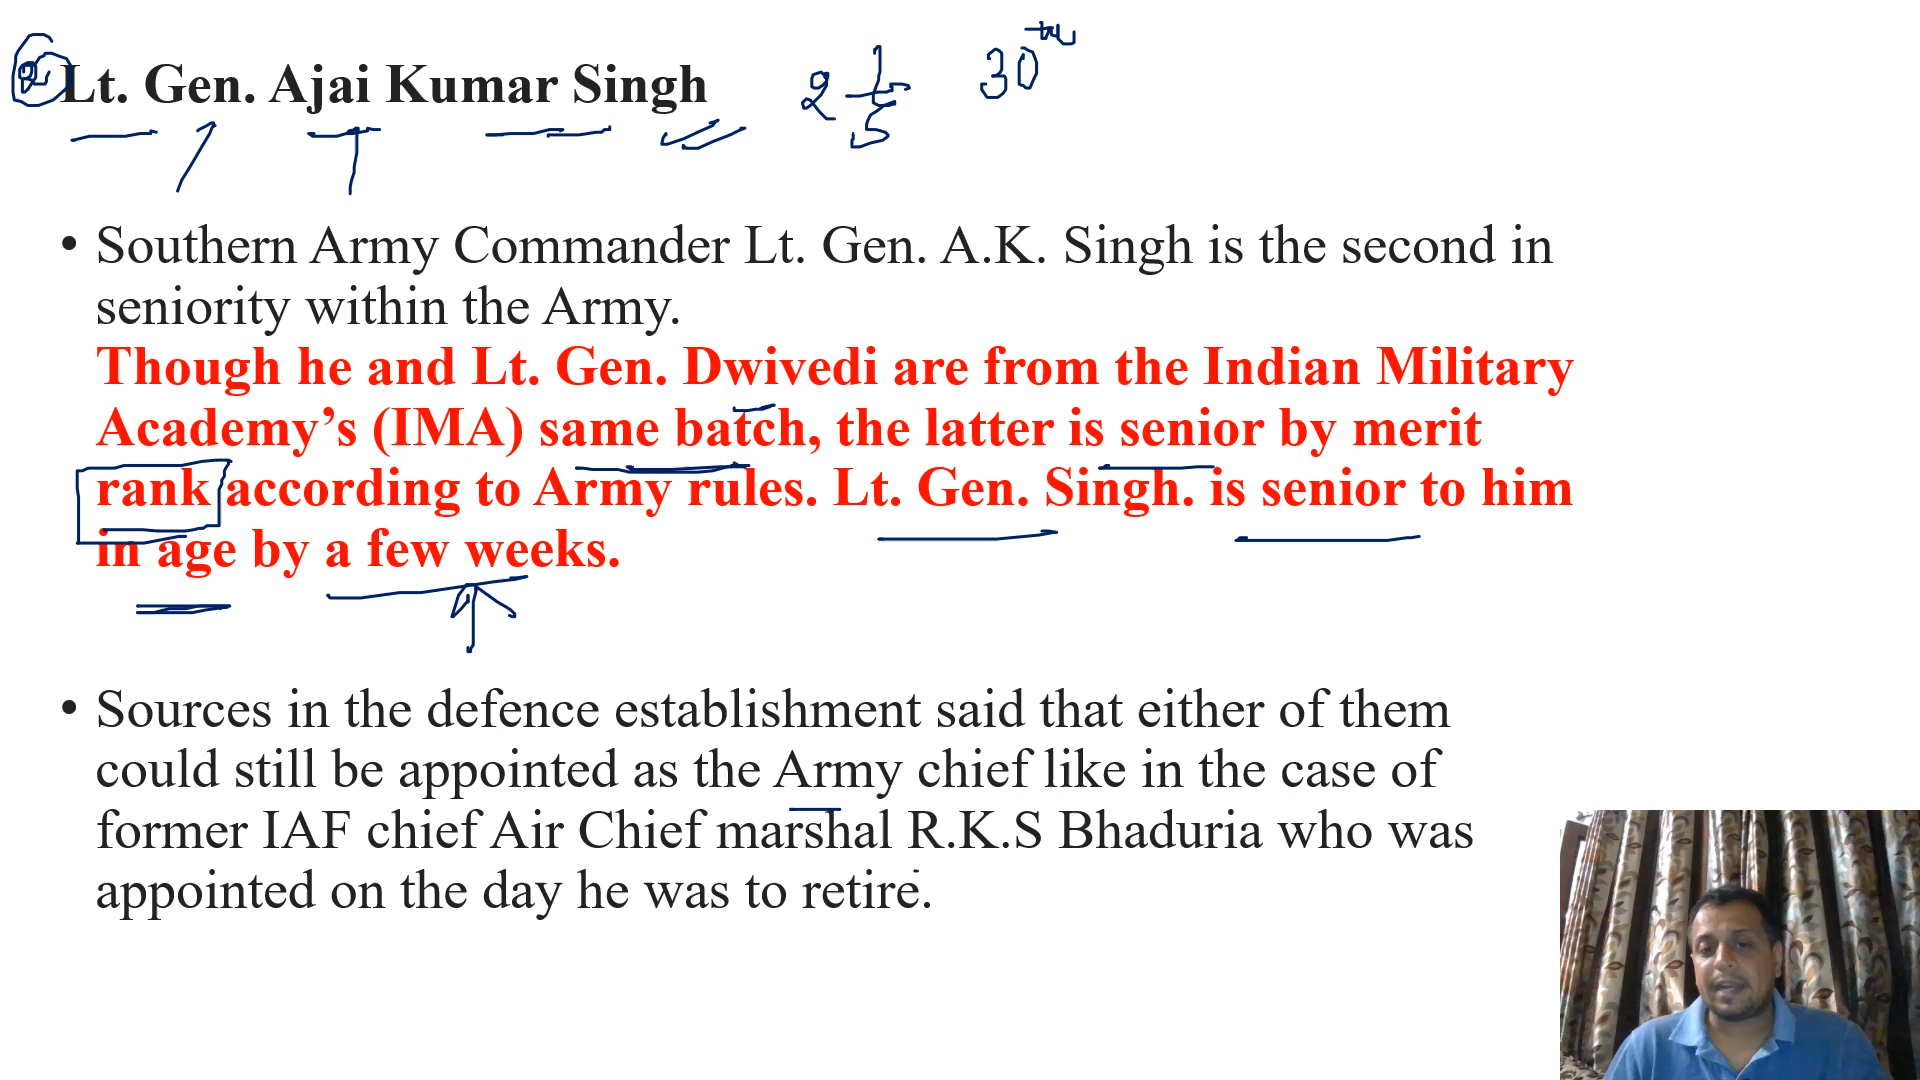 2 Lt. Gen. Ajai Kumar Singh 2 1/5 30th
• Southern Army Commander Lt. Gen. A.K. Singh is the second in
seniority within the Army.
Though he and Lt. Gen. Dwivedi are from the Indian Military
Academy’s (IMA) same batch, the latter is senior by merit
rank according to Army rules. Lt. Gen. Singh. is senior to him
in age by a few weeks.
• Sources in the defence establishment said that either of them
could still be appointed as the Army chief like in the case of
former IAF chief Air Chief marshal R.K.S Bhaduria who was
appointed on the day he was to retire.